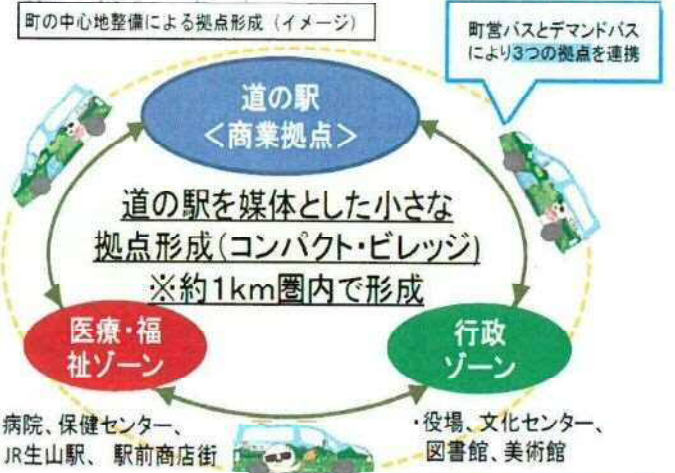 町の中心地整備による拠点形成（イメージ）
町営バスとデマンドバス
により3つの拠点を連携
道の駅
＜商業拠点＞
道の駅を媒体とした小さな
拠点形成（コンパクト・ビレッジ）
※約1km圏内で形成
医療・福
祉ゾーン
行政
ゾーン
病院、保健センター、
JR生山駅、駅前商店街
・役場、文化センター、
図書館、美術館